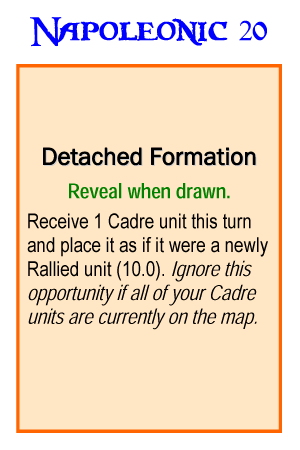 NAPOLEONIC 20
Detached Formation
Reveal when drawn.
Receive 1 Cadre unit this turn
and place it as if it were a newly
Rallied unit (10.0). Ignore this
opportunity if all of your Cadre
units are currently on the map.